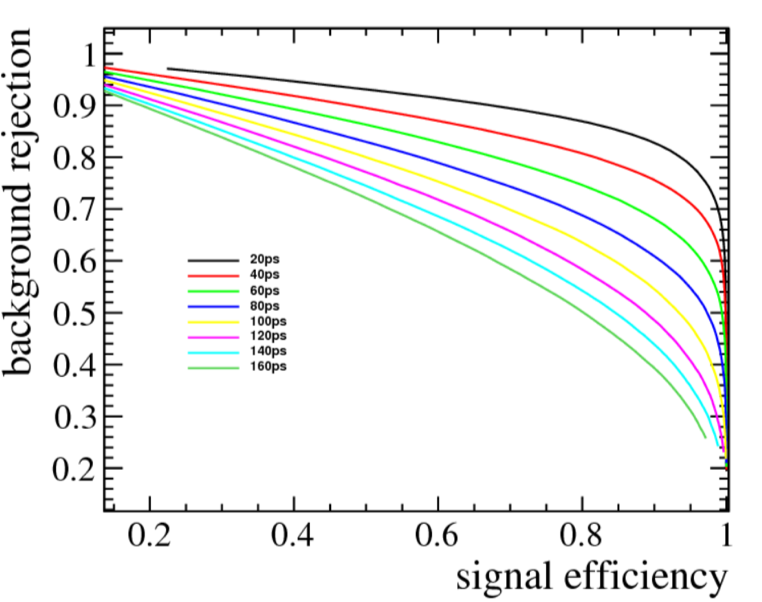 background rejection
1
0.9
0.8
0.7
0.6
0.5
0.4
0.3
0.2
20ps
40ps
60ps
80ps
100ps
120ps
140ps
160ps
0.2 0.4 0.6 0.8 1
signal efficiency